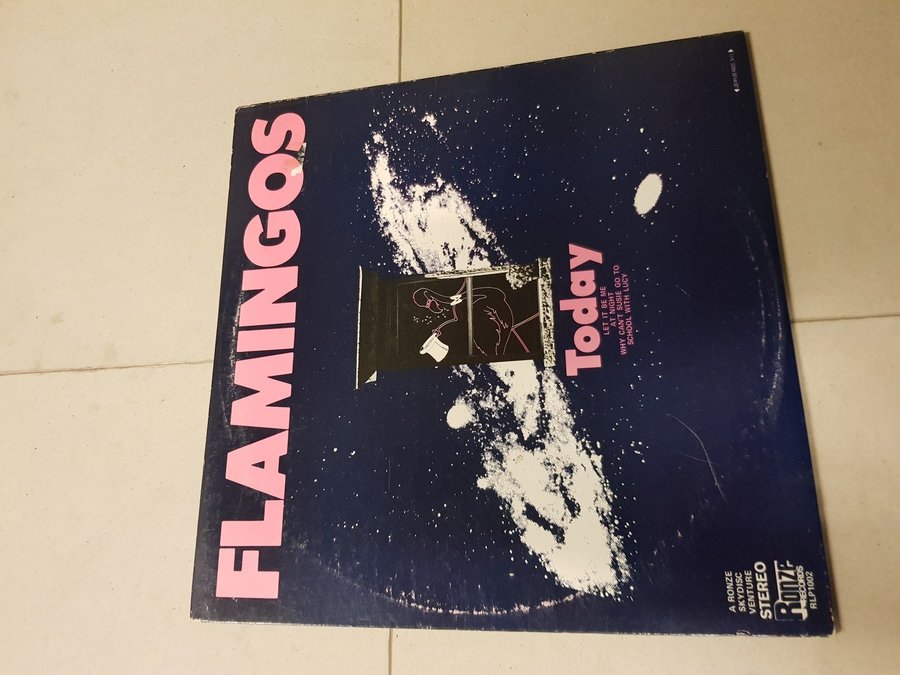 FLAMINGOS
Today
LET IT BE ME
AT NIGHT
WHY CAN'T SUSIE GO TO
SCHOOL WITH LUCY
A RONZE
SKYDISC
VENTURE
STEREO
RONZE
RECORDS
RLP1002